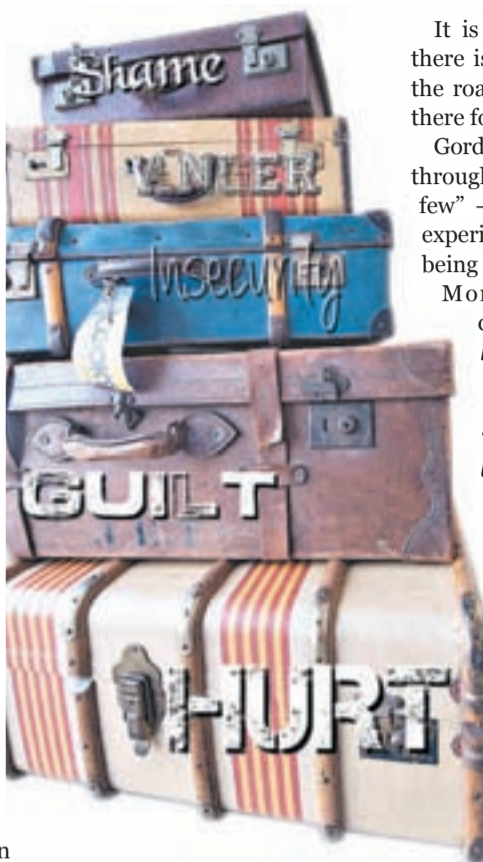 Shame
Insecurity
GUILT
HURT
It is
there is
the roa
there fo
Gord
through
few” –
experi
being
Mor
n